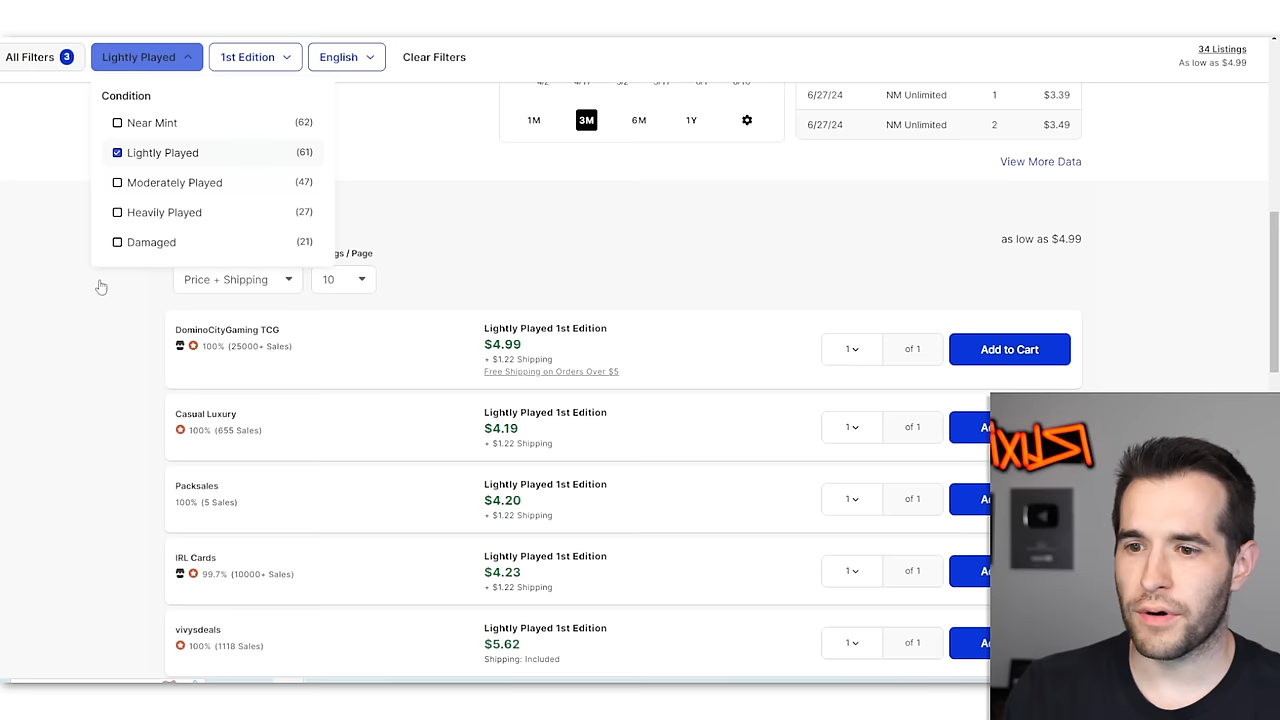 All Filters 3 Lightly Played 1st Edition English Clear Filters
34 Listings
As low as $4.99
Condition
Near Mint (62)
Lightly Played (61)
Moderately Played (47)
Heavily Played (27)
Damaged (21)
1M 3M 6M 1Y
6/27/24 NM Unlimited 1 $3.39
6/27/24 NM Unlimited 2 $3.49
View More Data
as low as $4.99
gs / Page
Price + Shipping 10
DominoCityGaming TCG
100% (25000+ Sales)
Lightly Played 1st Edition
$4.99
+ $1.22 Shipping
Free Shipping on Orders Over $5
1 of 1 Add to Cart
Casual Luxury
100% (655 Sales)
Lightly Played 1st Edition
$4.19
+ $1.22 Shipping
1 of 1 A
Packsales
100% (5 Sales)
Lightly Played 1st Edition
$4.20
+ $1.22 Shipping
1 of 1 A
IRL Cards
99.7% (10000+ Sales)
Lightly Played 1st Edition
$4.23
+ $1.22 Shipping
1 of 1 A
vivysdeals
100% (1118 Sales)
Lightly Played 1st Edition
$5.62
Shipping: Included
1 of 1 A